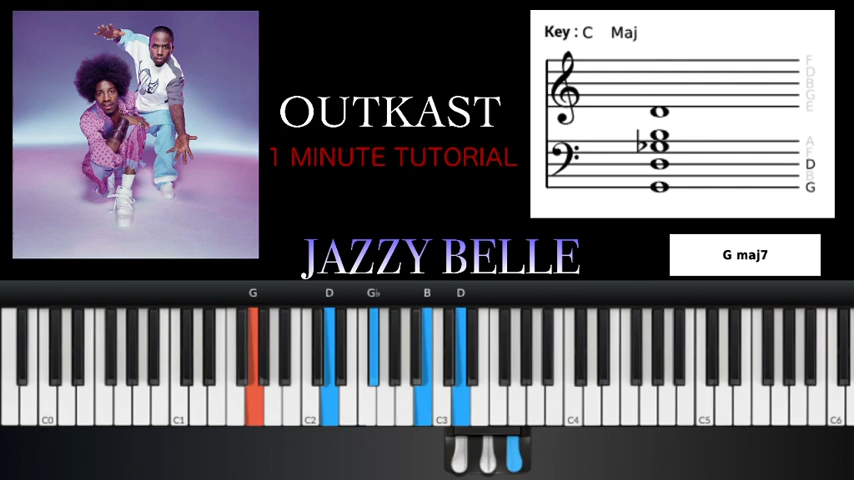 Key : C Maj
F
D
B
G
E
OUTKAST
1 MINUTE TUTORIAL
A
F
D
B
G
JAZZY BELLE
G maj7
G D G♭ B D
C0 C1 C2 C3 C4 C5 C6